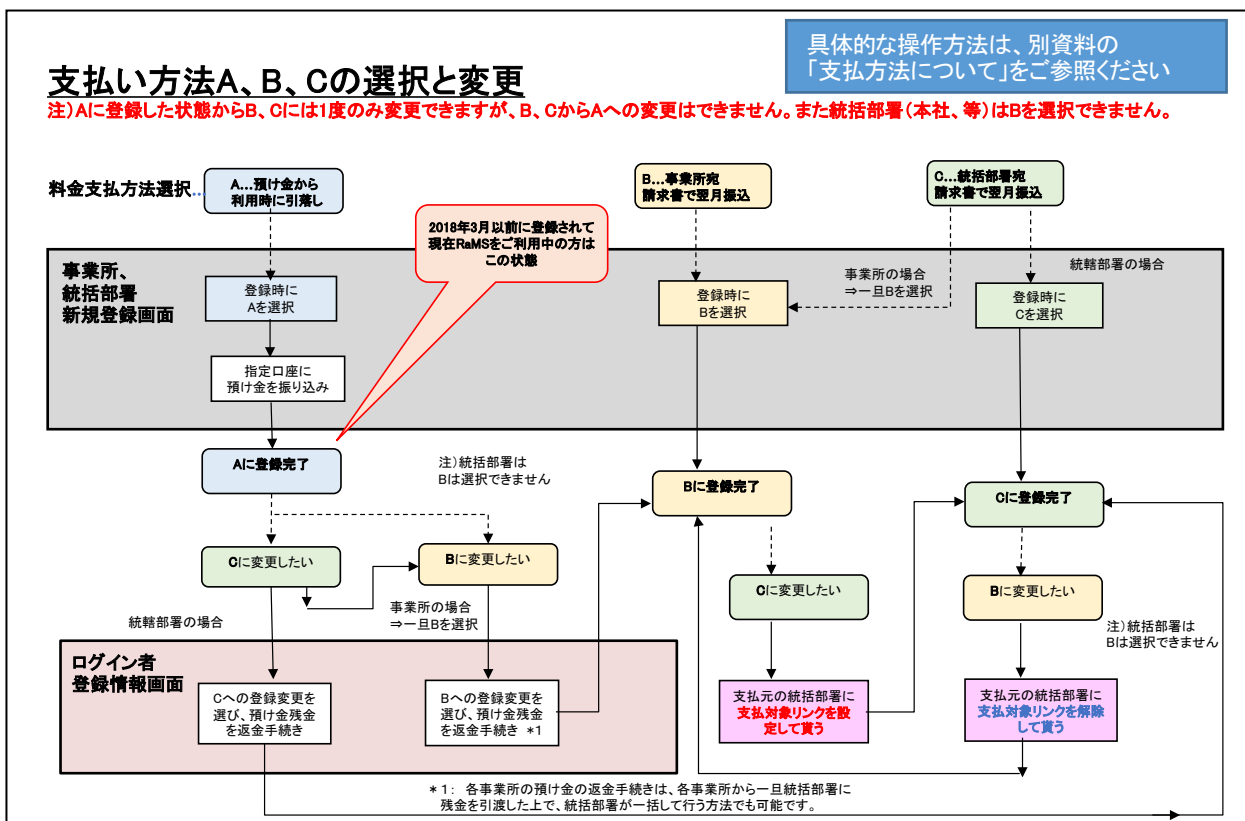 具体的な操作方法は、別資料の
「支払方法について」をご参照ください
支払い方法A、B、Cの選択と変更
注）Aに登録した状態からB、Cには1度のみ変更できますが、B、CからAへの変更はできません。また統括部署（本社、等）はBを選択できません。
料金支払方法選択…
A…預け金から
利用時に引落し
B…事業所宛
請求書で翌月振込
C…統括部署宛
請求書で翌月振込
2018年3月以前に登録されて
現在RaMSをご利用中の方は
この状態
事業所、
統括部署
新規登録画面
登録時に
Aを選択
事業所の場合
⇒一旦Bを選択
統轄部署の場合
登録時に
Bを選択
登録時に
Cを選択
指定口座に
預け金を振り込み
Aに登録完了
注）統括部署は
Bは選択できません
Bに登録完了
Cに登録完了
Cに変更したい
Bに変更したい
Cに変更したい
Bに変更したい
統轄部署の場合
事業所の場合
⇒一旦Bを選択
注）統括部署は
Bは選択できません
ログイン者
登録情報画面
Cへの登録変更を
選び、預け金残金
を返金手続き
Bへの登録変更を
選び、預け金残金
を返金手続き *1
支払元の統括部署に
支払対象リンクを設
定して貰う
支払元の統括部署に
支払対象リンクを解除
して貰う
＊1： 各事業所の預け金の返金手続きは、各事業所から一旦統括部署に
残金を引渡した上で、統括部署が一括して行う方法でも可能です。